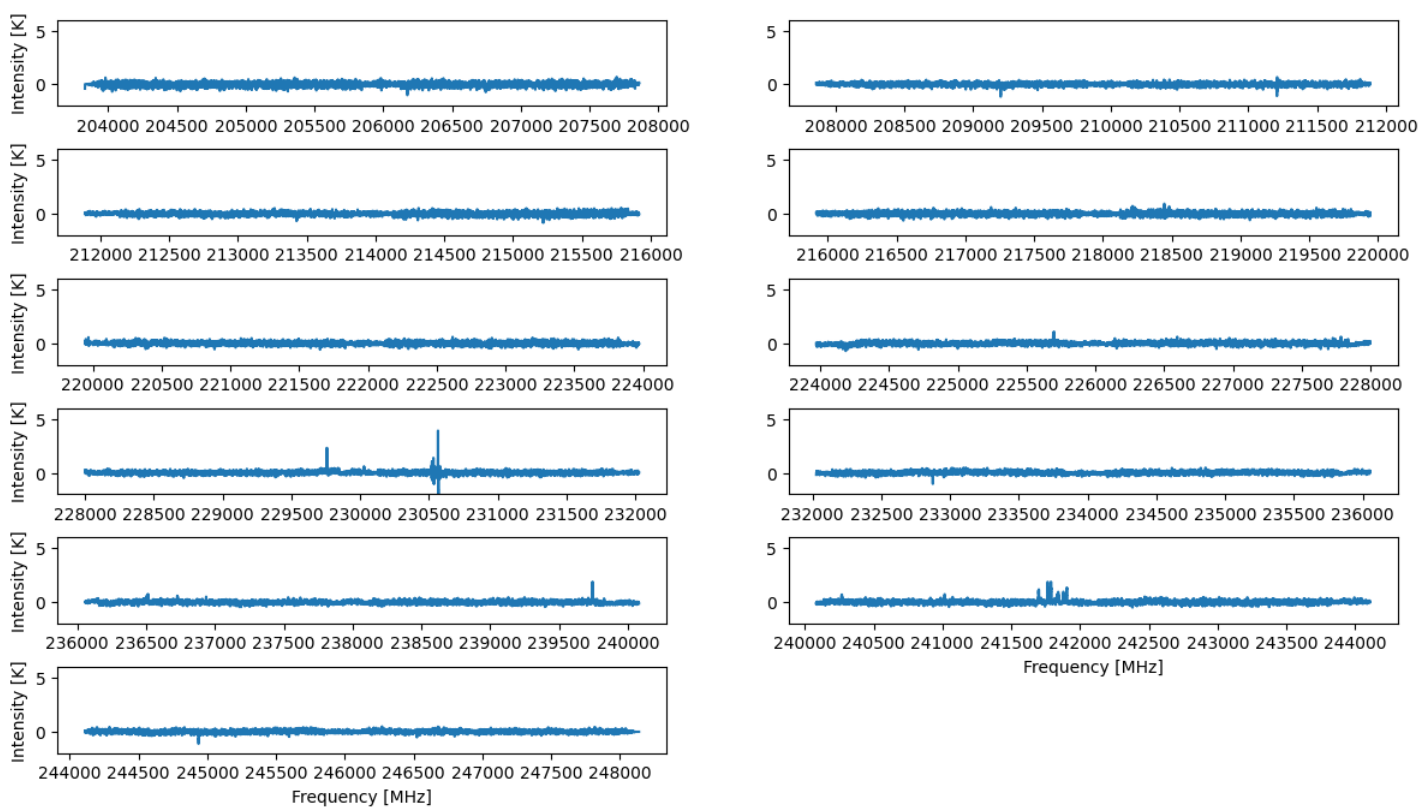 Intensity [K]
5
0
204000 204500 205000 205500 206000 206500 207000 207500 208000
5
0
208000 208500 209000 209500 210000 210500 211000 211500 212000
Intensity [K]
5
0
212000 212500 213000 213500 214000 214500 215000 215500 216000
5
0
216000 216500 217000 217500 218000 218500 219000 219500 220000
Intensity [K]
5
0
220000 220500 221000 221500 222000 222500 223000 223500 224000
5
0
224000 224500 225000 225500 226000 226500 227000 227500 228000
Intensity [K]
5
0
228000 228500 229000 229500 230000 230500 231000 231500 232000
5
0
232000 232500 233000 233500 234000 234500 235000 235500 236000
Intensity [K]
5
0
236000 236500 237000 237500 238000 238500 239000 239500 240000
5
0
240000 240500 241000 241500 242000 242500 243000 243500 244000
Frequency [MHz]
Intensity [K]
5
0
244000 244500 245000 245500 246000 246500 247000 247500 248000
Frequency [MHz]